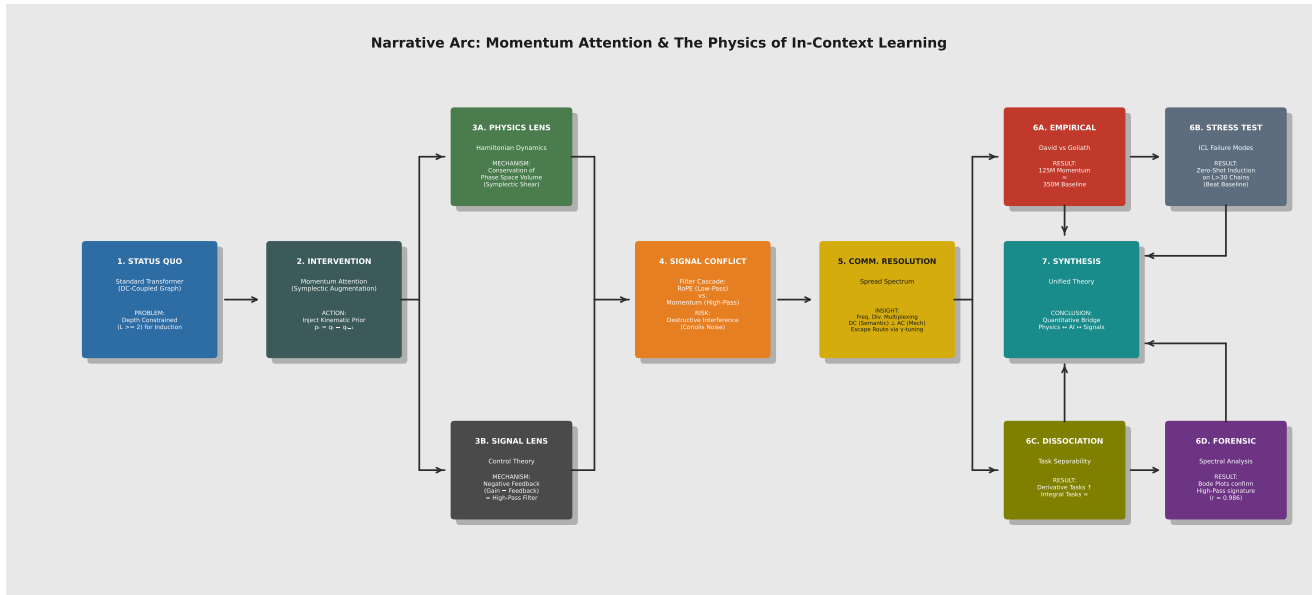 Narrative Arc: Momentum Attention & The Physics of In-Context Learning
1. STATUS QUO
Standard Transformer
(DC-Coupled Graph)
PROBLEM:
Depth Constrained
(L >= 2) for Induction
2. INTERVENTION
Momentum Attention
(Symplectic Augmentation)
ACTION:
Inject Kinematic Prior
pₜ = qₜ − qₜ₋₁
3A. PHYSICS LENS
Hamiltonian Dynamics
MECHANISM:
Conservation of
Phase Space Volume
(Symplectic Shear)
3B. SIGNAL LENS
Control Theory
MECHANISM:
Negative Feedback
(Gain − Feedback)
= High-Pass Filter
4. SIGNAL CONFLICT
Filter Cascade:
RoPE (Low-Pass)
vs.
Momentum (High-Pass)
RISK:
Destructive Interference
(Coriolis Noise)
5. COMM. RESOLUTION
Spread Spectrum
INSIGHT:
Freq. Div. Multiplexing
DC (Semantic) ⊥ AC (Mech)
Escape Route via γ-tuning
6A. EMPIRICAL
David vs Goliath
RESULT:
125M Momentum
≈
350M Baseline
6B. STRESS TEST
ICL Failure Modes
RESULT:
Zero-Shot Induction
on L>30 Chains
(Beat Baseline)
7. SYNTHESIS
Unified Theory
CONCLUSION:
Quantitative Bridge
Physics ↔ AI ↔ Signals
6C. DISSOCIATION
Task Separability
RESULT:
Derivative Tasks ↑
Integral Tasks ≈
6D. FORENSIC
Spectral Analysis
RESULT:
Bode Plots confirm
High-Pass signature
(r = 0.986)